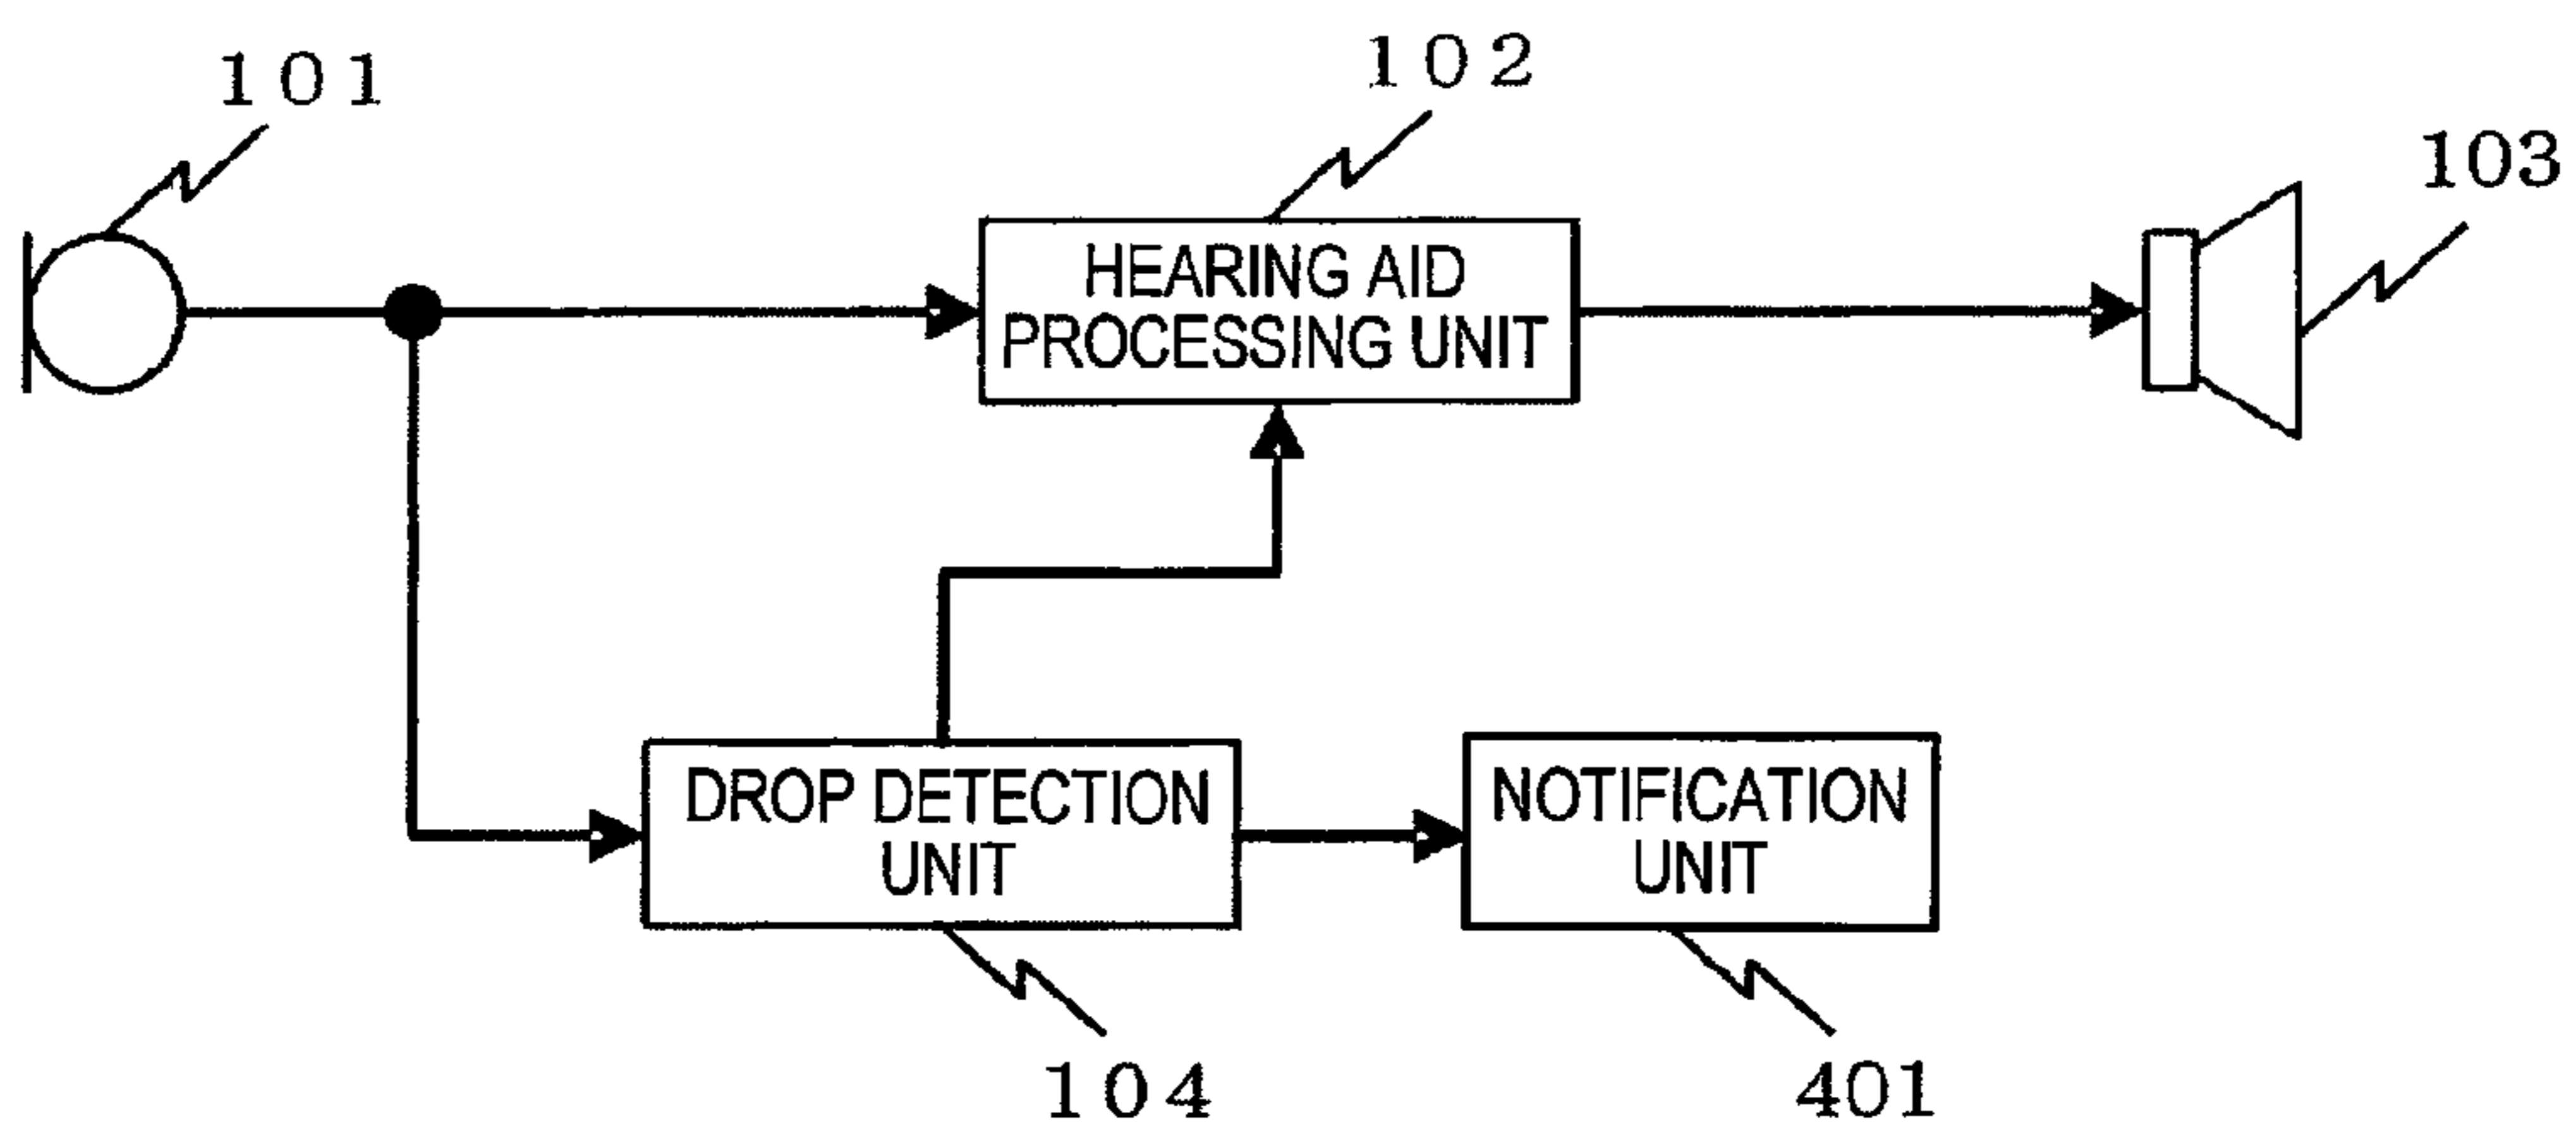 101
102
103
HEARING AID
PROCESSING UNIT
DROP DETECTION
UNIT
NOTIFICATION
UNIT
104
401